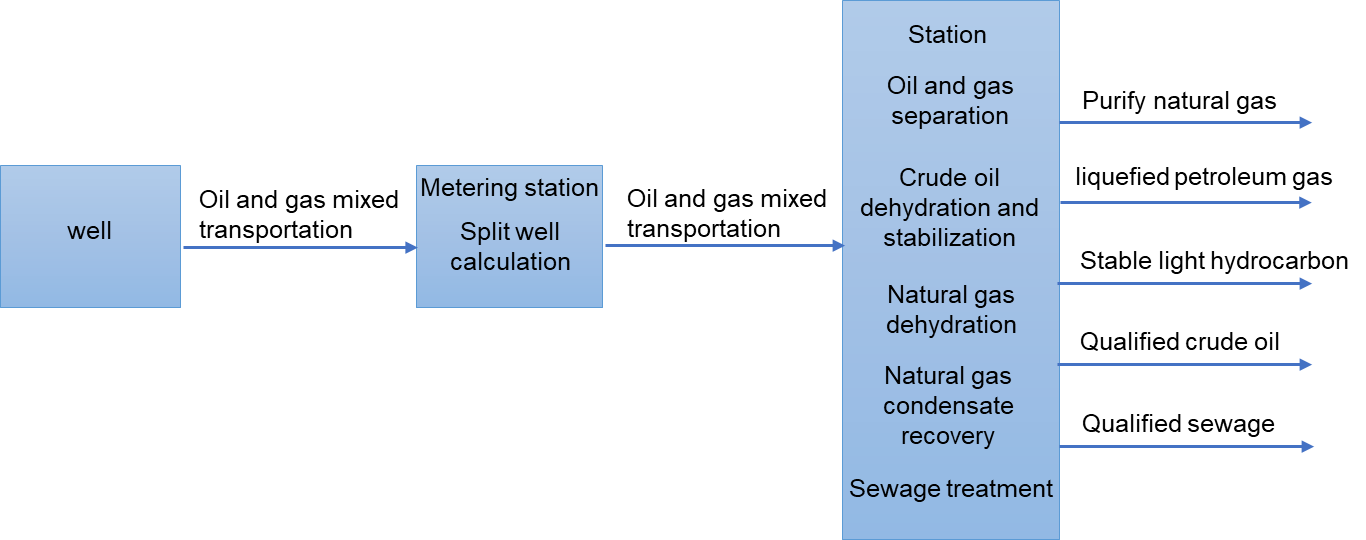 well
Oil and gas mixed
transportation
Metering station
Split well
calculation
Oil and gas mixed
transportation
Station
Oil and gas
separation
Crude oil
dehydration and
stabilization
Natural gas
dehydration
Natural gas
condensate
recovery
Sewage treatment
Purify natural gas
liquefied petroleum gas
Stable light hydrocarbon
Qualified crude oil
Qualified sewage